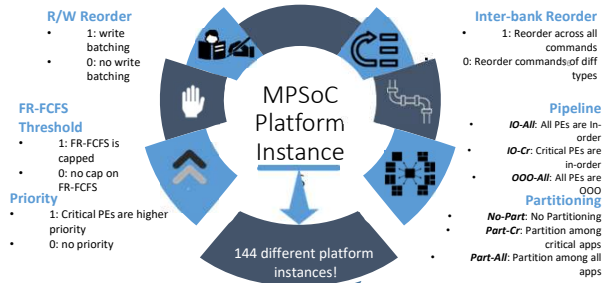 R/W Reorder
• 1: write
batching
• 0: no write
batching
FR-FCFS
Threshold
• 1: FR-FCFS is
capped
• 0: no cap on
FR-FCFS
Priority
• 1: Critical PEs are higher
priority
• 0: no priority
MPSoC
Platform
Instance
s
144 different platform
instances!
Inter-bank Reorder
• 1: Reorder across all
commands
0: Reorder commands of diff
types
Pipeline
• IO-All: All PEs are In-
order
• IO-Cr: Critical PEs are
in-order
• OOO-All: All PEs are
OOO
Partitioning
• No-Part: No Partitioning
• Part-Cr: Partition among
critical apps
• Part-All: Partition among all
apps